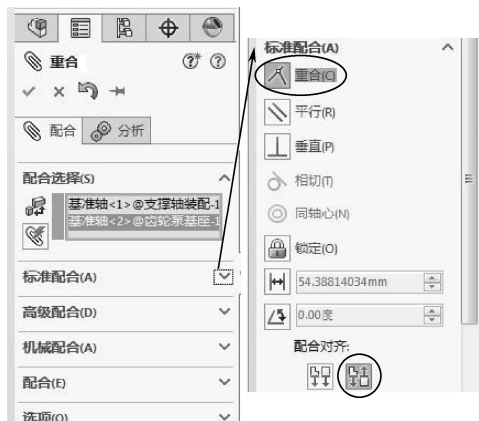 重合
配合
分析
配合选择(S)
基准轴<1>@支撑轴装配-1
基准轴<2>@齿轮泵基座-1
标准配合(A)
高级配合(D)
机械配合(A)
配合(E)
选项(O)
标准配合(A)
重合(C)
平行(R)
垂直(P)
相切(T)
同轴心(N)
锁定(O)
54.38814034mm
0.00度
配合对齐: